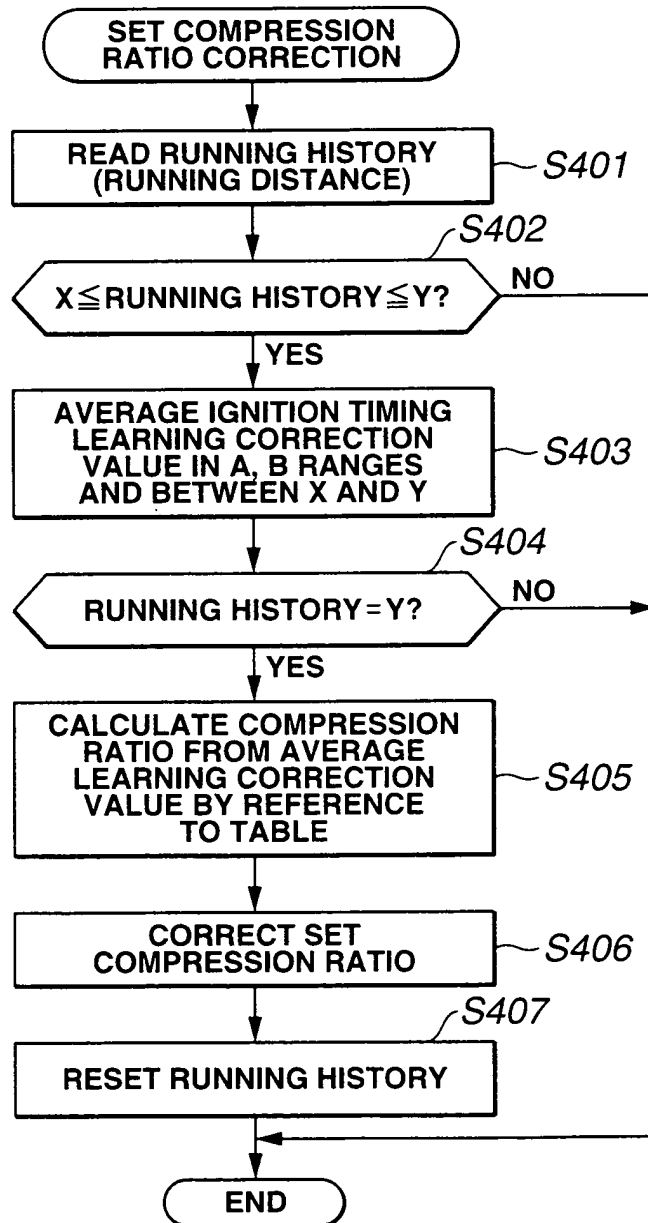 SET COMPRESSION
RATIO CORRECTION
READ RUNNING HISTORY
(RUNNING DISTANCE)
S401
S402
X≦RUNNING HISTORY≦Y?
NO
YES
AVERAGE IGNITION TIMING
LEARNING CORRECTION
VALUE IN A, B RANGES
AND BETWEEN X AND Y
S403
S404
RUNNING HISTORY=Y?
NO
YES
CALCULATE COMPRESSION
RATIO FROM AVERAGE
LEARNING CORRECTION
VALUE BY REFERENCE
TO TABLE
S405
CORRECT SET
COMPRESSION RATIO
S406
S407
RESET RUNNING HISTORY
END